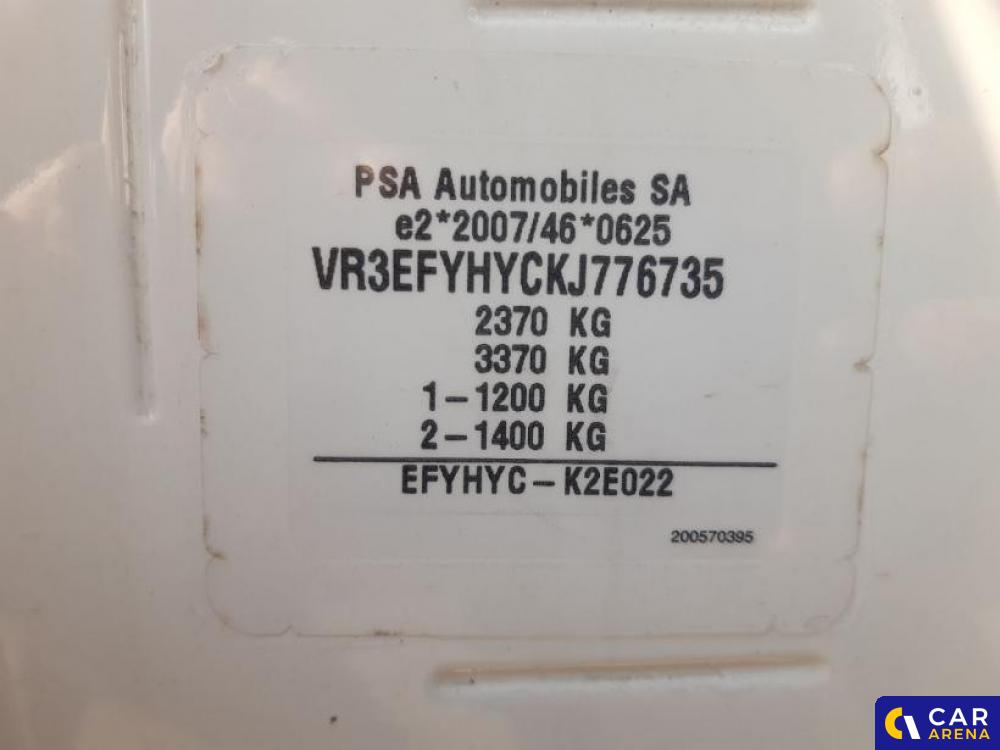 PSA Automobiles SA
e2*2007/46*0625
VR3EFYHYCKJ776735
2370 KG
3370 KG
1-1200 KG
2-1400 KG
EFYHYC-K2E022
200570395
CAR
ARENA